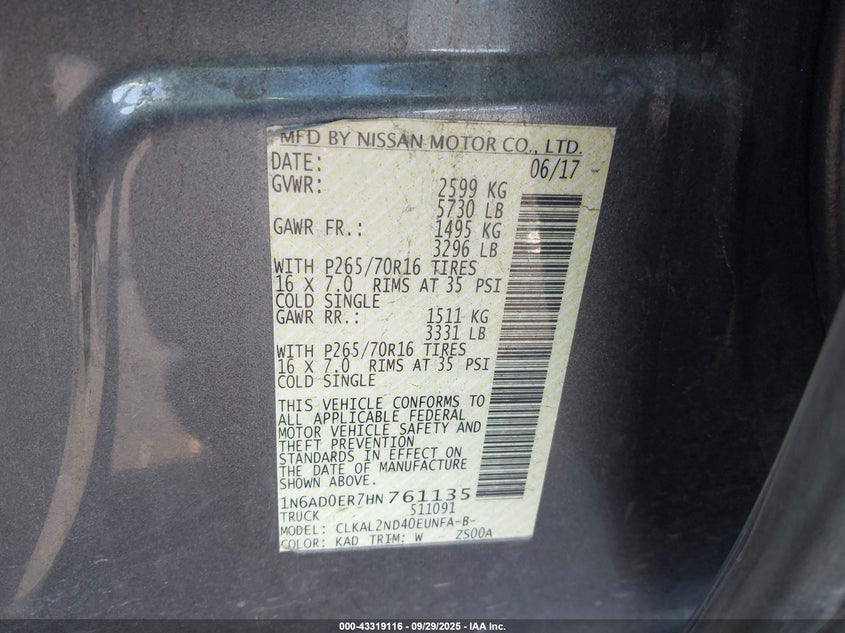 MFD BY NISSAN MOTOR CO., LTD.
DATE: 06/17
GVWR: 2599 KG
5730 LB
GAWR FR.: 1495 KG
3296 LB
WITH P265/70R16 TIRES
16 X 7.0 RIMS AT 35 PSI
COLD SINGLE
GAWR RR.: 1511 KG
3331 LB
WITH P265/70R16 TIRES
16 X 7.0 RIMS AT 35 PSI
COLD SINGLE
THIS VEHICLE CONFORMS TO
ALL APPLICABLE FEDERAL
MOTOR VEHICLE SAFETY AND
THEFT PREVENTION
STANDARDS IN EFFECT ON
THE DATE OF MANUFACTURE
SHOWN ABOVE.
1N6AD0ER7HN761135
TRUCK 511091
MODEL: CLKAL2ND40EUNFA-B-
COLOR: KAD TRIM: W - ZS00A
000-43319116 - 09/29/2025 - IAA Inc.